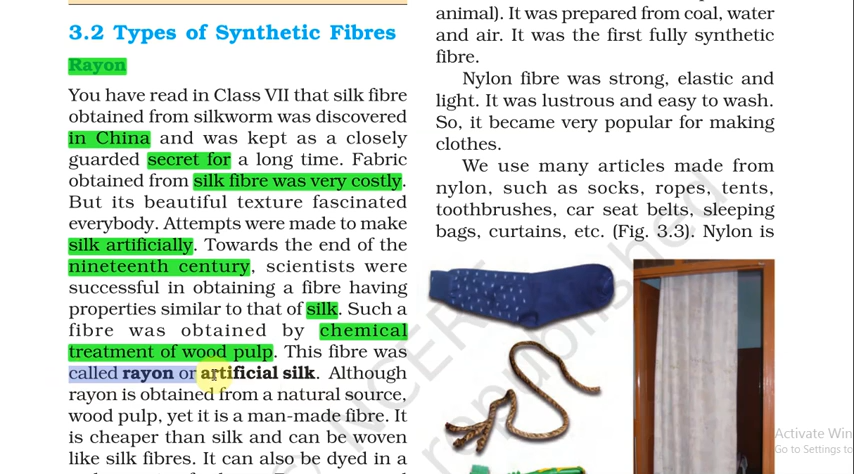 3.2 Types of Synthetic Fibres
Rayon
You have read in Class VII that silk fibre
obtained from silkworm was discovered
in China and was kept as a closely
guarded secret for a long time. Fabric
obtained from silk fibre was very costly.
But its beautiful texture fascinated
everybody. Attempts were made to make
silk artificially. Towards the end of the
nineteenth century, scientists were
successful in obtaining a fibre having
properties similar to that of silk. Such a
fibre was obtained by chemical
treatment of wood pulp. This fibre was
called rayon or artificial silk. Although
rayon is obtained from a natural source,
wood pulp, yet it is a man-made fibre. It
is cheaper than silk and can be woven
like silk fibres. It can also be dyed in a
animal). It was prepared from coal, water
and air. It was the first fully synthetic
fibre.
Nylon fibre was strong, elastic and
light. It was lustrous and easy to wash.
So, it became very popular for making
clothes.
We use many articles made from
nylon, such as socks, ropes, tents,
toothbrushes, car seat belts, sleeping
bags, curtains, etc. (Fig. 3.3). Nylon is
© NCERT
republished
Activate Win
Go to Settings to